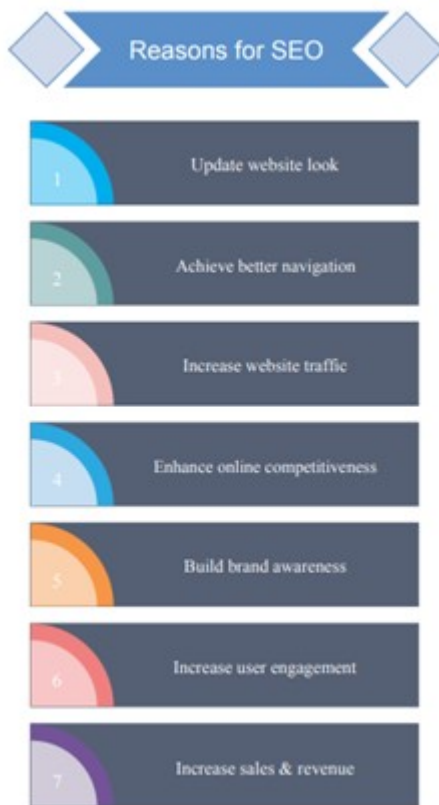 Reasons for SEO
1
Update website look
2
Achieve better navigation
3
Increase website traffic
4
Enhance online competitiveness
5
Build brand awareness
6
Increase user engagement
7
Increase sales & revenue